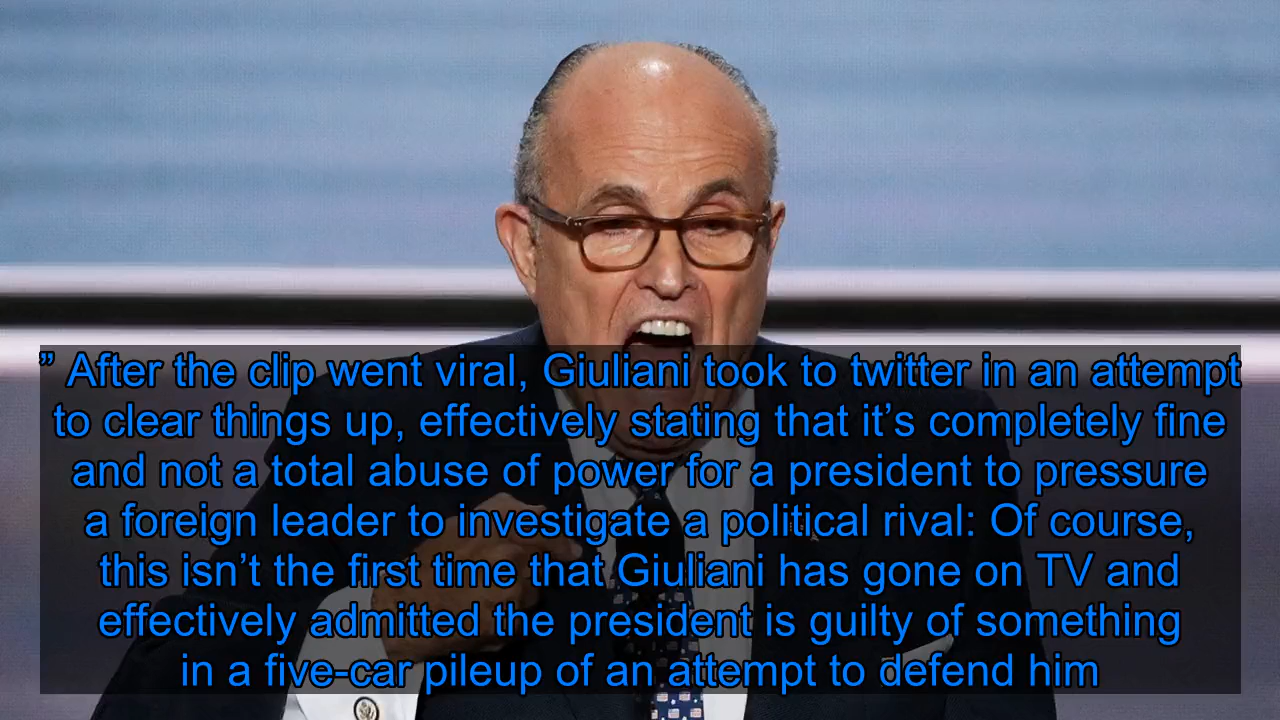 ” After the clip went viral, Giuliani took to twitter in an attempt
to clear things up, effectively stating that it’s completely fine
and not a total abuse of power for a president to pressure
a foreign leader to investigate a political rival: Of course,
this isn’t the first time that Giuliani has gone on TV and
effectively admitted the president is guilty of something
in a five-car pileup of an attempt to defend him